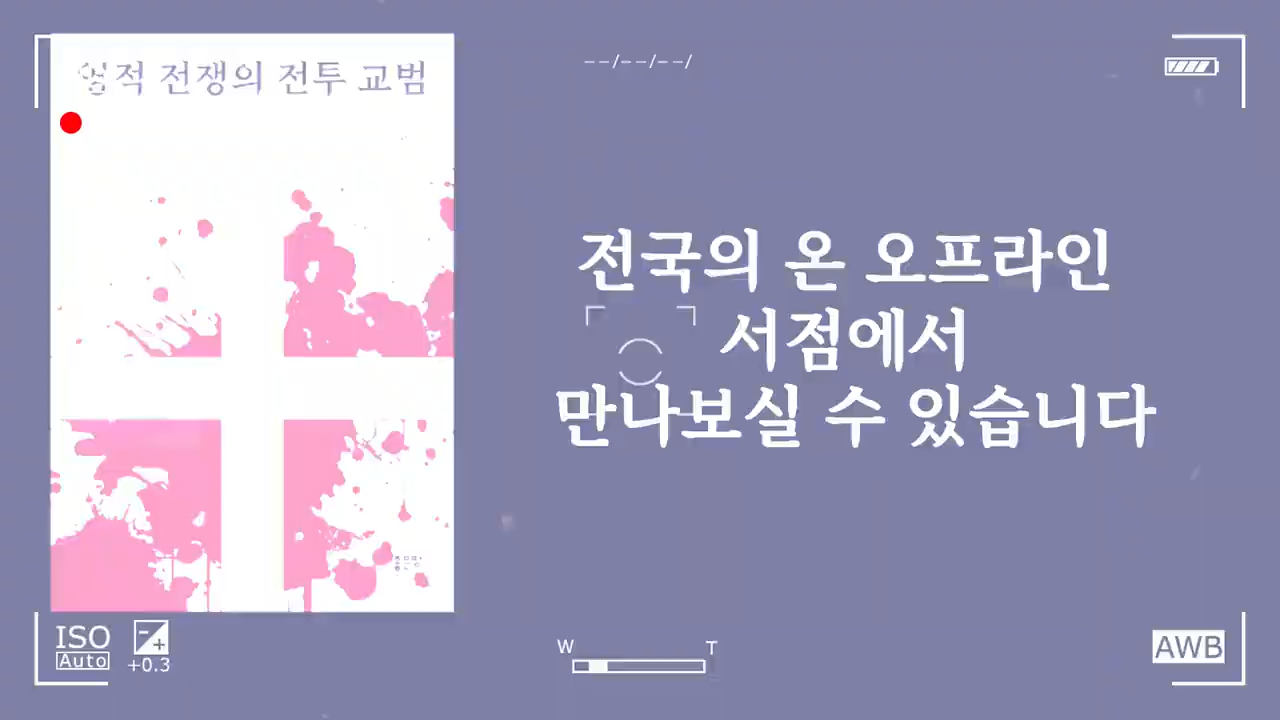 영적 전쟁의 전투 교범
--/--/--/
전국의 온 오프라인
서점에서
만나보실 수 있습니다
ISO
Auto
+0.3
W T
AWB